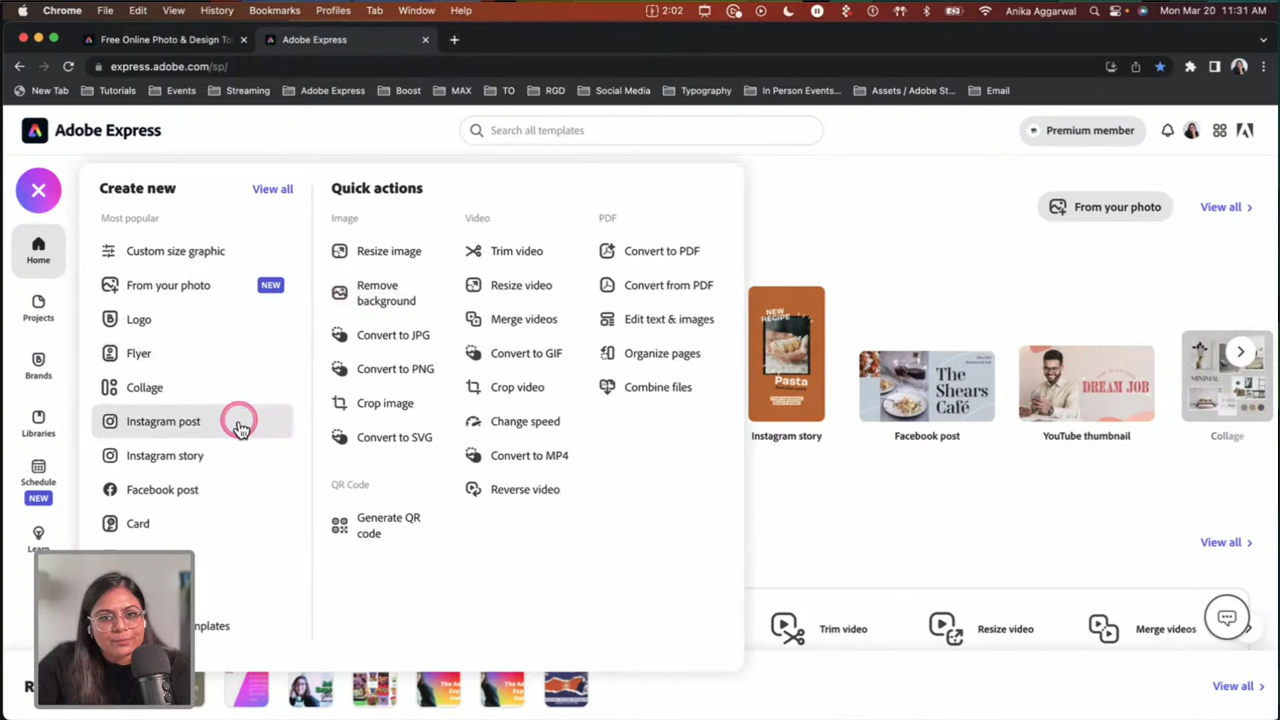 Chrome File Edit View History Bookmarks Profiles Tab Window Help 2:02 Anika Aggarwal Mon Mar 20 11:31 AM
Free Online Photo & Design To
Adobe Express
express.adobe.com/sp/
New Tab Tutorials Events Streaming Adobe Express Boost MAX TO RGD Social Media Typography In Person Events... Assets / Adobe St... Email
Adobe Express
Search all templates
Premium member
Create new View all
Most popular
Custom size graphic
From your photo NEW
Logo
Flyer
Collage
Instagram post
Instagram story
Facebook post
Card
Home
Projects
Brands
Libraries
Schedule
NEW
Learn
Quick actions
Image
Resize image
Remove
background
Convert to JPG
Convert to PNG
Crop image
Convert to SVG
QR Code
Generate QR
code
Video
Trim video
Resize video
Merge videos
Convert to GIF
Crop video
Change speed
Convert to MP4
Reverse video
PDF
Convert to PDF
Convert from PDF
Edit text & images
Organize pages
Combine files
From your photo
View all
NEW
RECIPE
Pasta
Instagram story
The
Shears
Café
Facebook post
DREAM JOB
YouTube thumbnail
MINIMAL
Collage
View all
Trim video
Resize video
Merge videos
View all